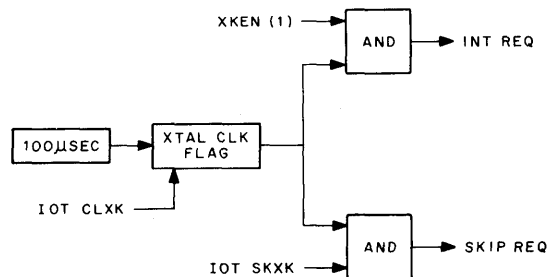 XKEN (1)
AND
INT REQ
100μSEC
XTAL CLK
FLAG
IOT CLXK
AND
SKIP REQ
IOT SKXK